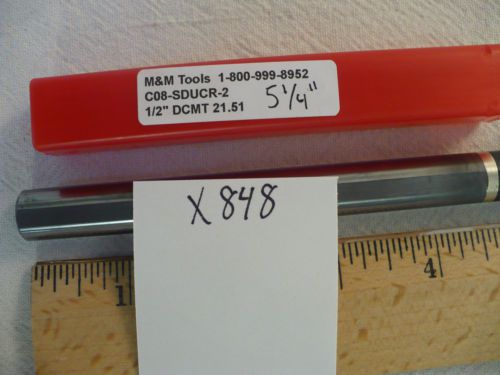 M&M Tools 1-800-999-8952
C08-SDUCR-2
1/2" DCMT 21.51 5 1/4"
X848
1 4